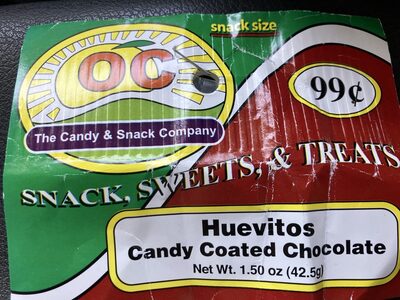 snack size
OC
99¢
The Candy & Snack Company
SNACK, SWEETS, & TREATS
Huevitos
Candy Coated Chocolate
Net Wt. 1.50 oz (42.5g)